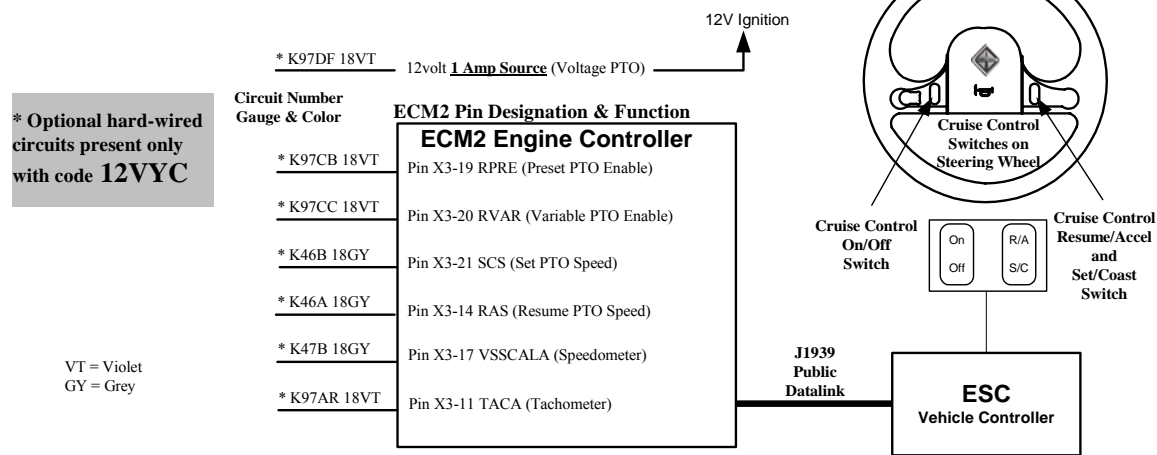 12V Ignition
* K97DF 18VT
12volt 1 Amp Source (Voltage PTO)
* Optional hard-wired
circuits present only
with code 12VYC
Circuit Number
Gauge & Color
ECM2 Pin Designation & Function
ECM2 Engine Controller
* K97CB 18VT
Pin X3-19 RPRE (Preset PTO Enable)
* K97CC 18VT
Pin X3-20 RVAR (Variable PTO Enable)
* K46B 18GY
Pin X3-21 SCS (Set PTO Speed)
* K46A 18GY
Pin X3-14 RAS (Resume PTO Speed)
* K47B 18GY
Pin X3-17 VSSCALA (Speedometer)
* K97AR 18VT
Pin X3-11 TACA (Tachometer)
VT = Violet
GY = Grey
Cruise Control
Switches on
Steering Wheel
Cruise Control
On/Off
Switch
On
Off
R/A
S/C
Cruise Control
Resume/Accel
and
Set/Coast
Switch
J1939
Public
Datalink
ESC
Vehicle Controller